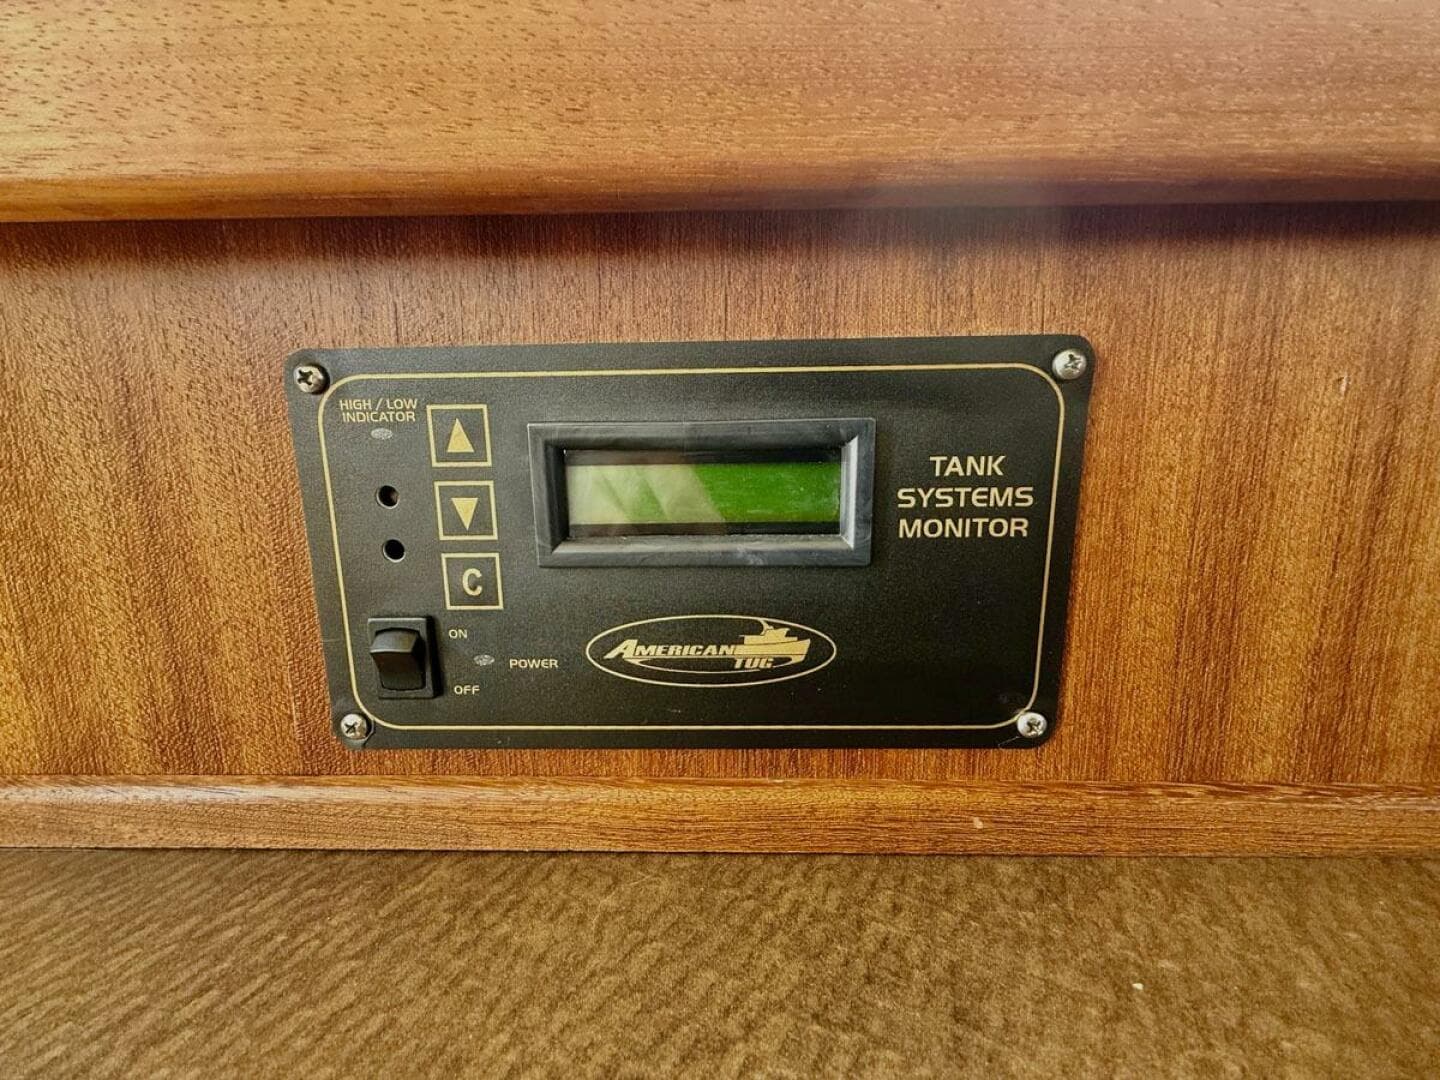 HIGH / LOW
INDICATOR
C
ON
POWER
OFF
TANK
SYSTEMS
MONITOR
AMERICAN
TUG